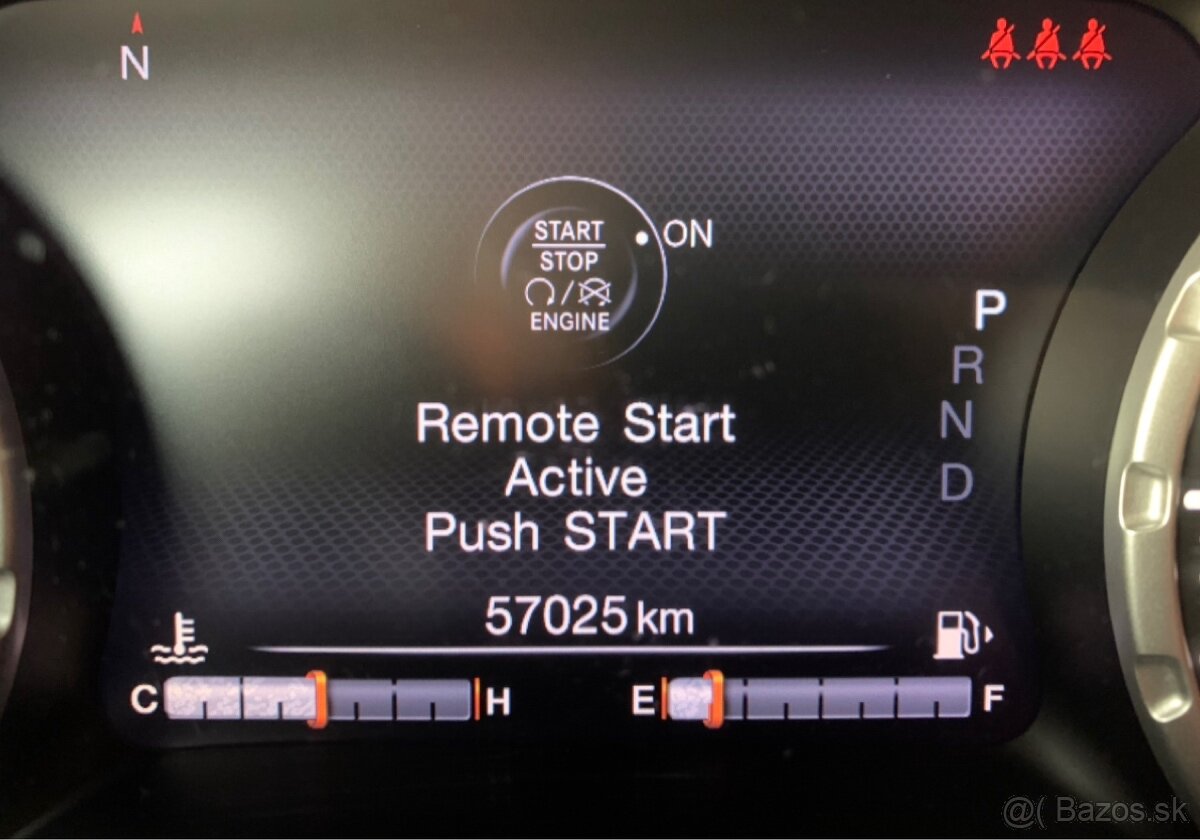 N
START
STOP
ON
ENGINE
P
R
N
D
Remote Start
Active
Push START
57025 km
C H E F
@( Bazos.sk